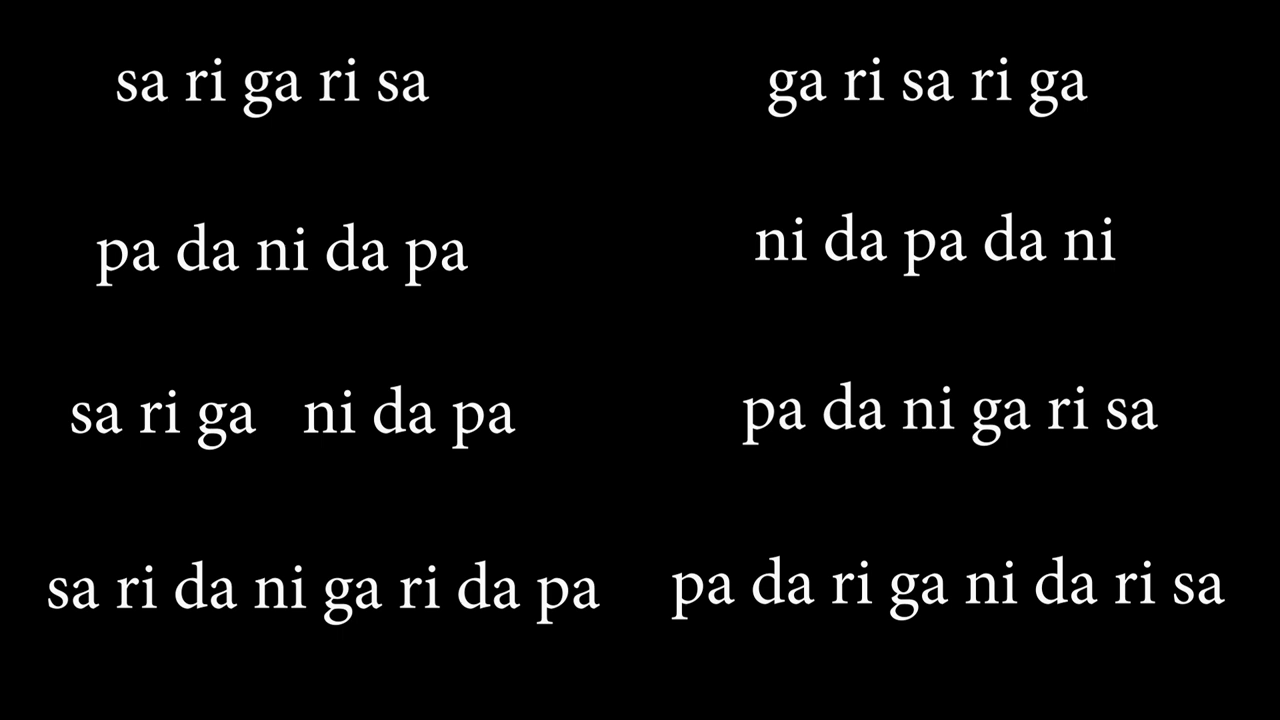 sa ri ga ri sa
ga ri sa ri ga
pa da ni da pa
ni da pa da ni
sa ri ga ni da pa
pa da ni ga ri sa
sa ri da ni ga ri da pa
pa da ri ga ni da ri sa